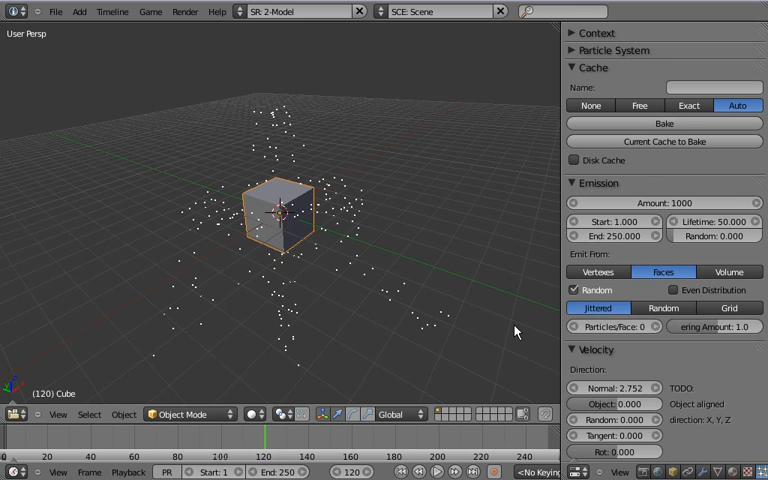 File Add Timeline Game Render Help SR: 2-Model SCE: Scene
User Persp
(120) Cube
View Select Object Object Mode Global
0 20 40 60 80 100 120 140 160 180 200 220 240
View Frame Playback PR Start: 1 End: 250 120 <No Keying
Context
Particle System
Cache
Name:
None Free Exact Auto
Bake
Current Cache to Bake
Disk Cache
Emission
Amount: 1000
Start: 1.000 Lifetime: 50.000
End: 250.000 Random: 0.000
Emit From:
Vertexes Faces Volume
Random Even Distribution
Jittered Random Grid
Particles/Face: 0 ering Amount: 1.0
Velocity
Direction:
Normal: 2.752 TODO:
Object: 0.000 Object aligned
Random: 0.000 direction: X, Y, Z
Tangent: 0.000
Rot: 0.000
View